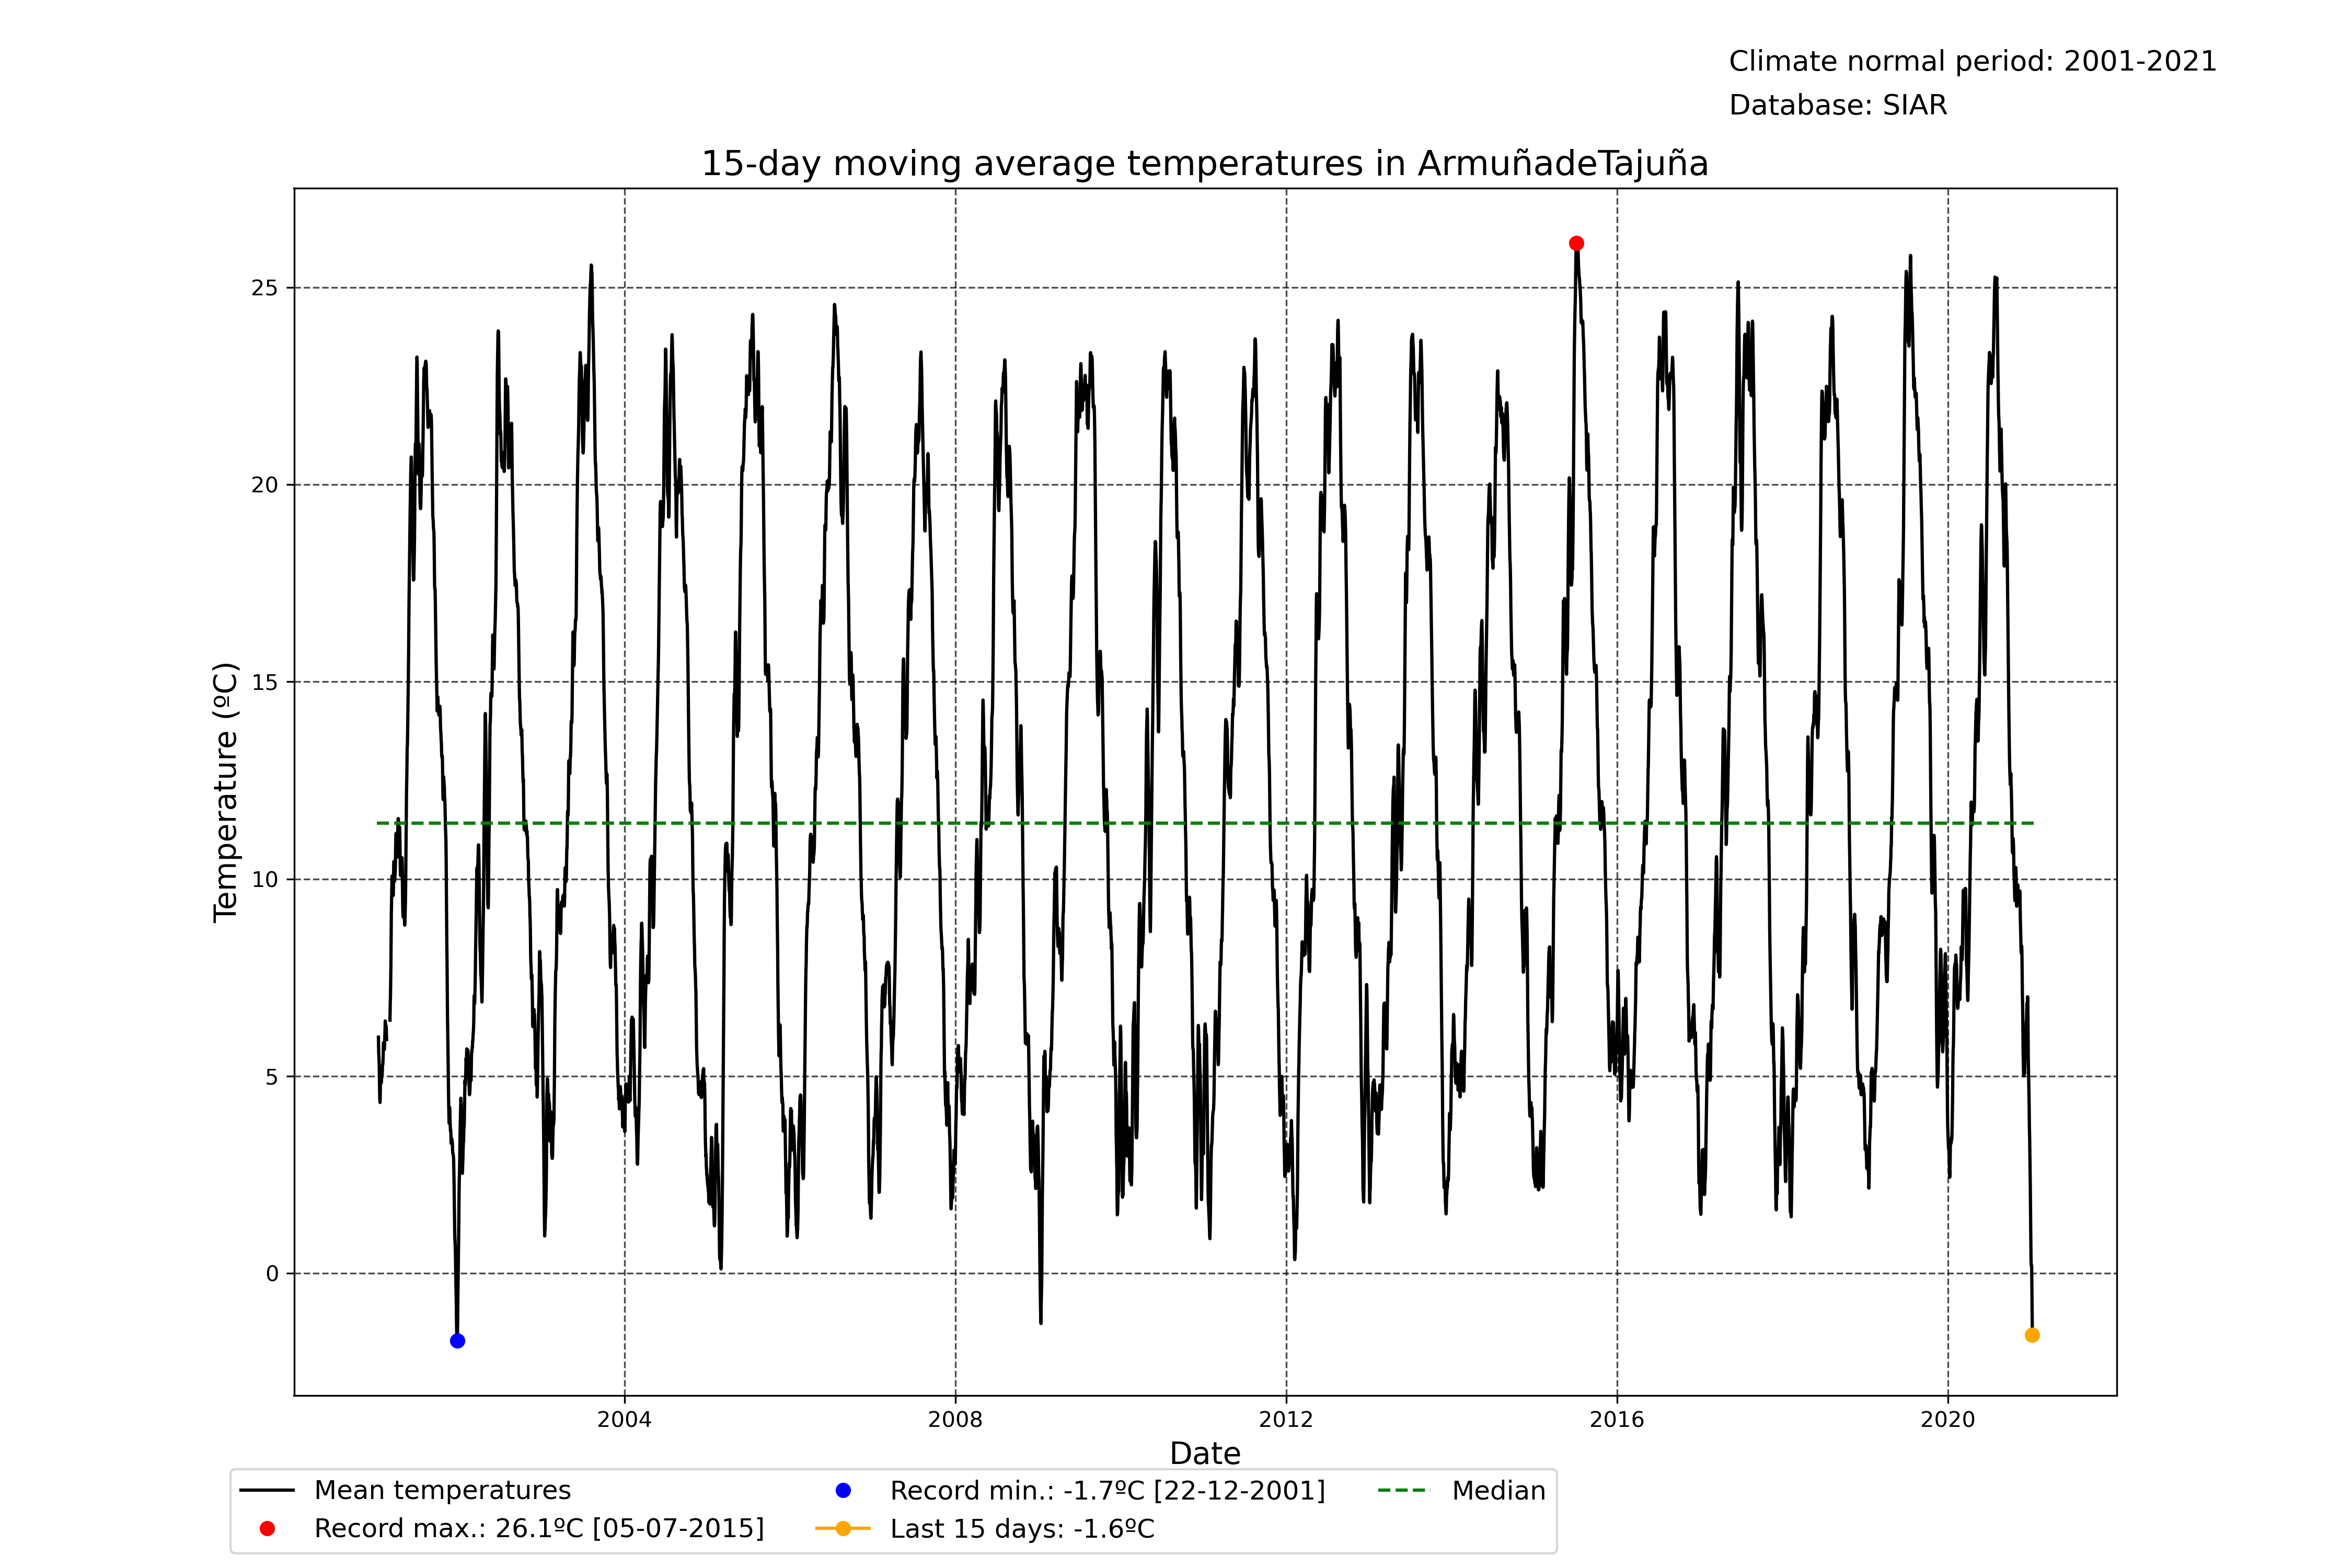 Climate normal period: 2001-2021
Database: SIAR
15-day moving average temperatures in ArmuñadeTajuña
Temperature (ºC)
25
20
15
10
5
0
2004
2008
2012
2016
2020
Date
Mean temperatures
Record max.: 26.1ºC [05-07-2015]
Record min.: -1.7ºC [22-12-2001]
Last 15 days: -1.6ºC
Median